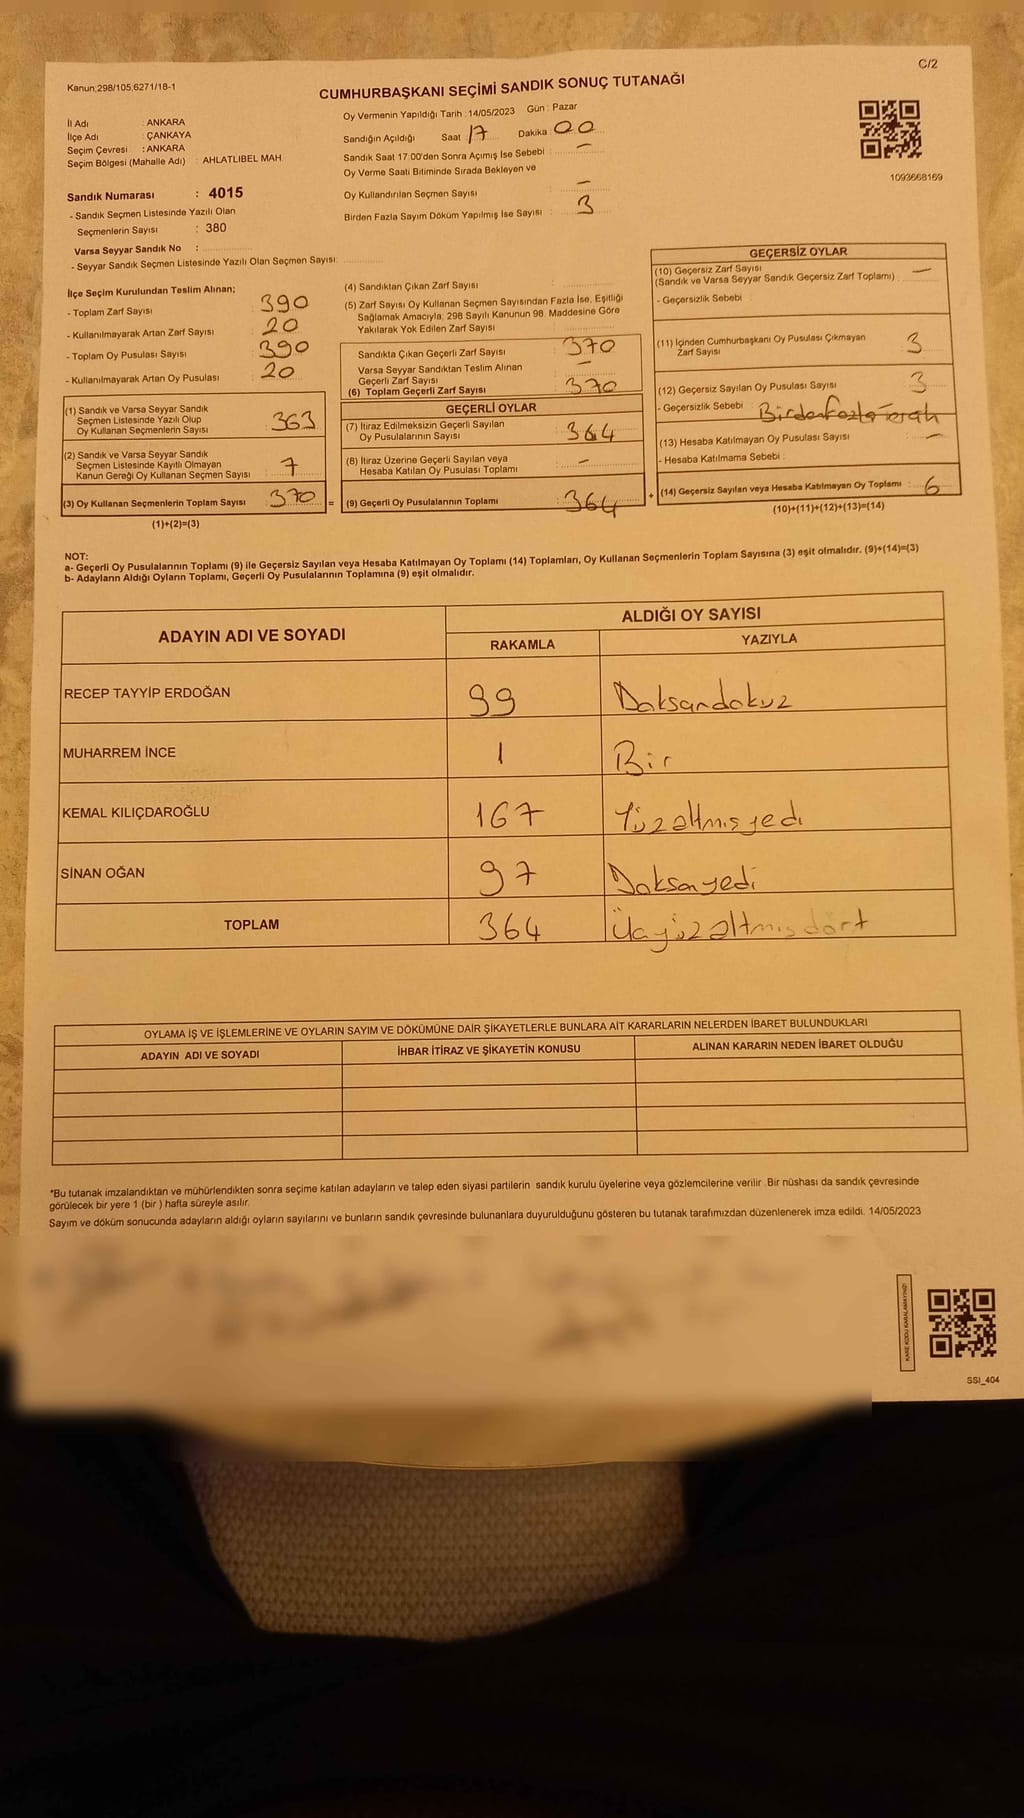 C/2
Kanun;298/105;6271/18-1
CUMHURBAŞKANI SEÇİMİ SANDIK SONUÇ TUTANAĞI
İl Adı : ANKARA
İlçe Adı : ÇANKAYA
Seçim Çevresi : ANKARA
Seçim Bölgesi (Mahalle Adı) : AHLATLIBEL MAH.
Sandık Numarası : 4015
- Sandık Seçmen Listesinde Yazılı Olan
Seçmenlerin Sayısı : 380
Varsa Seyyar Sandık No :
- Seyyar Sandık Seçmen Listesinde Yazılı Olan Seçmen Sayısı:
Oy Vermenin Yapıldığı Tarih : 14/05/2023 Gün : Pazar
Sandığın Açıldığı Saat 17 Dakika 00
Sandık Saat 17.00'den Sonra Açımış İse Sebebi : -
Oy Verme Saati Bitiminde Sırada Bekleyen ve
Oy Kullandırılan Seçmen Sayısı : -
Birden Fazla Sayım Döküm Yapılmış İse Sayısı : 3
1093668169
İlçe Seçim Kurulundan Teslim Alınan;
- Toplam Zarf Sayısı : 390
- Kullanılmayarak Artan Zarf Sayısı : 20
- Toplam Oy Pusulası Sayısı : 390
- Kullanılmayarak Artan Oy Pusulası : 20
(1) Sandık ve Varsa Seyyar Sandık
Seçmen Listesinde Yazılı Olup
Oy Kullanan Seçmenlerin Sayısı : 363
(2) Sandık ve Varsa Seyyar Sandık
Seçmen Listesinde Kayıtlı Olmayan
Kanun Gereği Oy Kullanan Seçmen Sayısı : 7
(3) Oy Kullanan Seçmenlerin Toplam Sayısı : 370 =
(1)+(2)=(3)
(4) Sandıktan Çıkan Zarf Sayısı :
(5) Zarf Sayısı Oy Kullanan Seçmen Sayısından Fazla İse, Eşitliği
Sağlamak Amacıyla, 298 Sayılı Kanunun 98. Maddesine Göre
Yakılarak Yok Edilen Zarf Sayısı :
Sandıkta Çıkan Geçerli Zarf Sayısı : 370
Varsa Seyyar Sandıktan Teslim Alınan
Geçerli Zarf Sayısı : -
(6) Toplam Geçerli Zarf Sayısı : 370
GEÇERLİ OYLAR
(7) İtiraz Edilmeksizin Geçerli Sayılan
Oy Pusulalarının Sayısı : 364
(8) İtiraz Üzerine Geçerli Sayılan veya
Hesaba Katılan Oy Pusulası Toplamı : -
(9) Geçerli Oy Pusulalarının Toplamı : 364 +
GEÇERSİZ OYLAR
(10) Geçersiz Zarf Sayısı
(Sandık ve Varsa Seyyar Sandık Geçersiz Zarf Toplamı) : -
- Geçersizlik Sebebi :
(11) İçinden Cumhurbaşkanı Oy Pusulası Çıkmayan
Zarf Sayısı : 3
(12) Geçersiz Sayılan Oy Pusulası Sayısı : 3
- Geçersizlik Sebebi : Birden fazla tercih
(13) Hesaba Katılmayan Oy Pusulası Sayısı : -
- Hesaba Katılmama Sebebi :
(14) Geçersiz Sayılan veya Hesaba Katılmayan Oy Toplamı : 6
(10)+(11)+(12)+(13)=(14)
NOT:
a- Geçerli Oy Pusulalarının Toplamı (9) ile Geçersiz Sayılan veya Hesaba Katılmayan Oy Toplamı (14) Toplamları, Oy Kullanan Seçmenlerin Toplam Sayısına (3) eşit olmalıdır. (9)+(14)=(3)
b- Adayların Aldığı Oyların Toplamı, Geçerli Oy Pusulalarının Toplamına (9) eşit olmalıdır.
ADAYIN ADI VE SOYADI ALDIĞI OY SAYISI
RAKAMLA YAZIYLA
RECEP TAYYİP ERDOĞAN 99 Doksandokuz
MUHARREM İNCE 1 Bir
KEMAL KILIÇDAROĞLU 167 Yüzaltmışyedi
SİNAN OĞAN 97 Doksanyedi
TOPLAM 364 Üçyüzaltmışdört
OYLAMA İŞ VE İŞLEMLERİNE VE OYLARIN SAYIM VE DÖKÜMÜNE DAİR ŞİKAYETLERLE BUNLARA AİT KARARLARIN NELERDEN İBARET BULUNDUKLARI
ADAYIN ADI VE SOYADI İHBAR İTİRAZ VE ŞİKAYETİN KONUSU ALINAN KARARIN NEDEN İBARET OLDUĞU
*Bu tutanak imzalandıktan ve mühürlendikten sonra seçime katılan adayların ve talep eden siyasi partilerin sandık kurulu üyelerine veya gözlemcilerine verilir. Bir nüshası da sandık çevresinde
görülecek bir yere 1 (bir ) hafta süreyle asılır.
Sayım ve döküm sonucunda adayların aldığı oyların sayılarını ve bunların sandık çevresinde bulunanlara duyurulduğunu gösteren bu tutanak tarafımızdan düzenlenerek imza edildi. 14/05/2023
KARE KODU KARALAMAYINIZ!
SSI_404